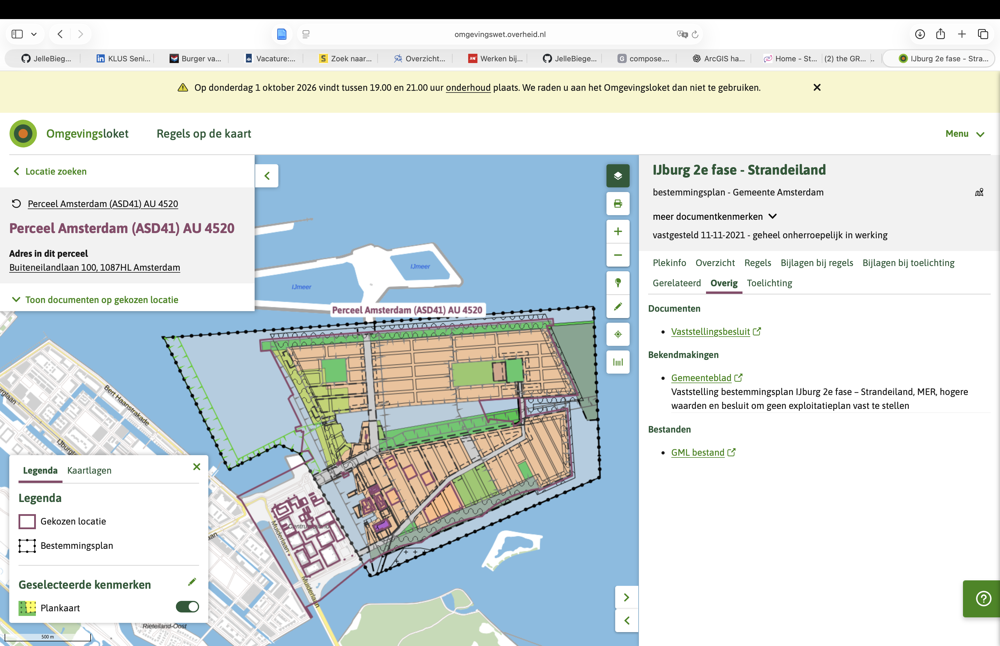 omgevingswet.overheid.nl
JelleBieg...
KLUS Seni...
Burger va...
Vacature:...
Zoek naar...
Overzicht...
Werken bij...
JelleBiege...
compose....
ArcGIS ha...
Home - St...
(2) the GR...
IJburg 2e fase - Stra...
Op donderdag 1 oktober 2026 vindt tussen 19.00 en 21.00 uur onderhoud plaats. We raden u aan het Omgevingsloket dan niet te gebruiken.
Omgevingsloket
Regels op de kaart
Menu
Locatie zoeken
Perceel Amsterdam (ASD41) AU 4520
Perceel Amsterdam (ASD41) AU 4520
Adres in dit perceel
Buiteneilandlaan 100, 1087HL Amsterdam
Toon documenten op gekozen locatie
IJmeer
IJmeer
Perceel Amsterdam (ASD41) AU 4520
Bert Haanstrakade
Muiderlaan
Muiderlaan
Rieteiland-Oost
500 m
Legenda
Kaartlagen
Legenda
Gekozen locatie
Bestemmingsplan
Geselecteerde kenmerken
Plankaart
IJburg 2e fase - Strandeiland
bestemmingsplan - Gemeente Amsterdam
meer documentkenmerken
vastgesteld 11-11-2021 - geheel onherroepelijk in werking
Plekinfo
Overzicht
Regels
Bijlagen bij regels
Bijlagen bij toelichting
Gerelateerd
Overig
Toelichting
Documenten
Vaststellingsbesluit
Bekendmakingen
Gemeenteblad
Vaststelling bestemmingsplan IJburg 2e fase – Strandeiland, MER, hogere
waarden en besluit om geen exploitatieplan vast te stellen
Bestanden
GML bestand